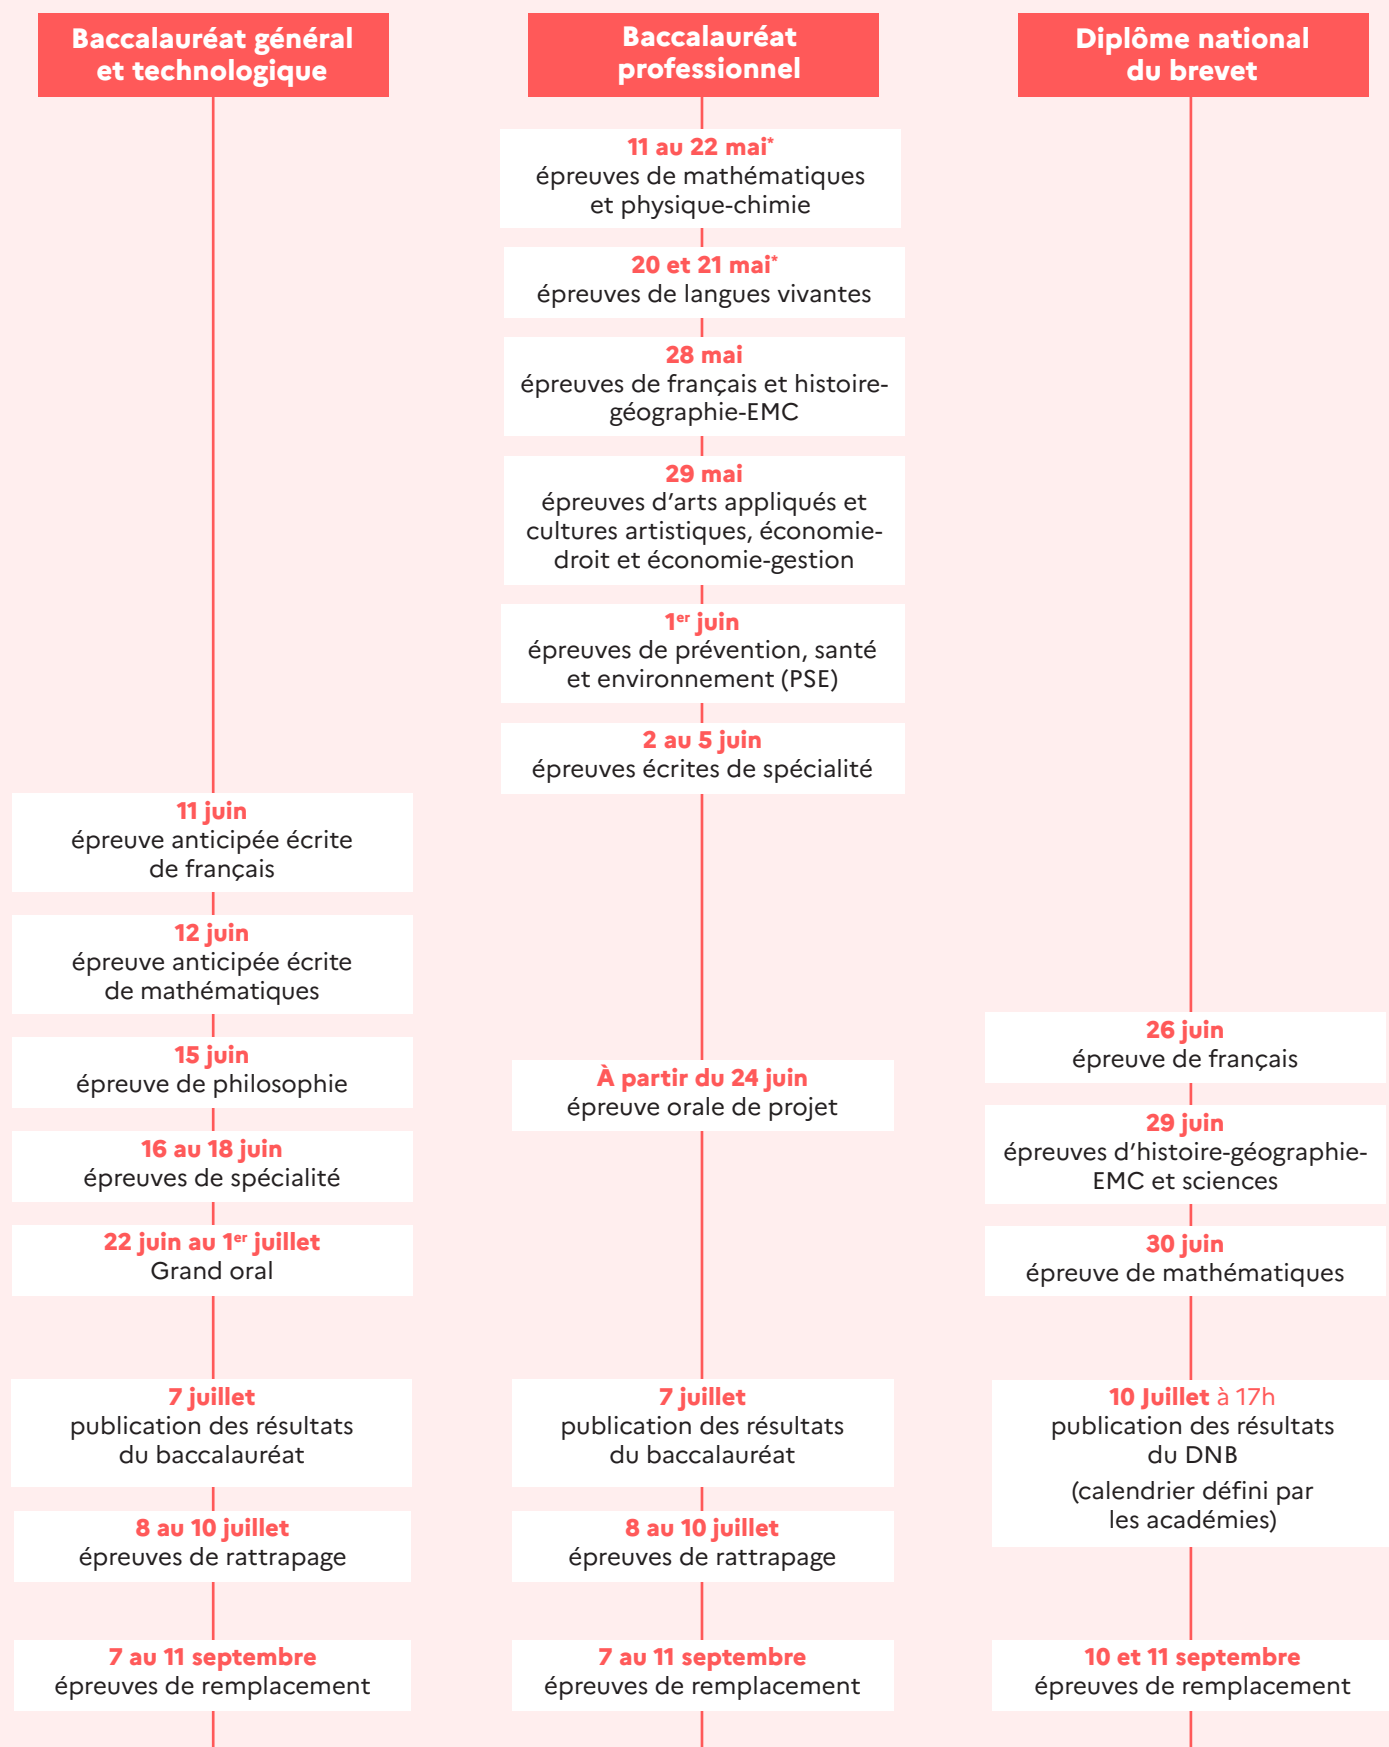 Baccalauréat général
et technologique
11 juin
épreuve anticipée écrite
de français
12 juin
épreuve anticipée écrite
de mathématiques
15 juin
épreuve de philosophie
16 au 18 juin
épreuves de spécialité
22 juin au 1er juillet
Grand oral
7 juillet
publication des résultats
du baccalauréat
8 au 10 juillet
épreuves de rattrapage
7 au 11 septembre
épreuves de remplacement
Baccalauréat
professionnel
11 au 22 mai*
épreuves de mathématiques
et physique-chimie
20 et 21 mai*
épreuves de langues vivantes
28 mai
épreuves de français et histoire-
géographie-EMC
29 mai
épreuves d’arts appliqués et
cultures artistiques, économie-
droit et économie-gestion
1er juin
épreuves de prévention, santé
et environnement (PSE)
2 au 5 juin
épreuves écrites de spécialité
À partir du 24 juin
épreuve orale de projet
7 juillet
publication des résultats
du baccalauréat
8 au 10 juillet
épreuves de rattrapage
7 au 11 septembre
épreuves de remplacement
Diplôme national
du brevet
26 juin
épreuve de français
29 juin
épreuves d’histoire-géographie-
EMC et sciences
30 juin
épreuve de mathématiques
10 Juillet à 17h
publication des résultats
du DNB
(calendrier défini par
les académies)
10 et 11 septembre
épreuves de remplacement